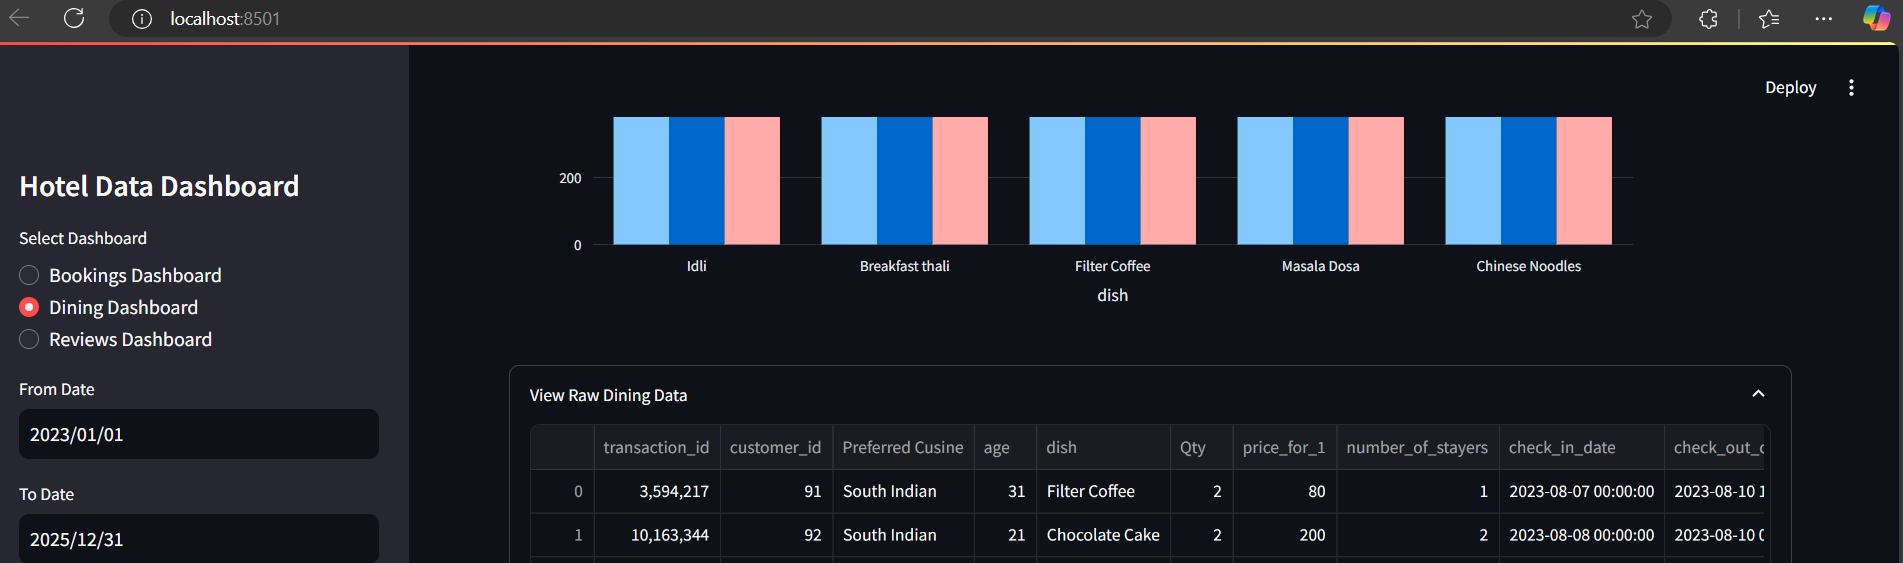 localhost:8501
Deploy
Hotel Data Dashboard
Select Dashboard
Bookings Dashboard
Dining Dashboard
Reviews Dashboard
From Date
2023/01/01
To Date
2025/12/31
200
0
Idli Breakfast thali Filter Coffee Masala Dosa Chinese Noodles
dish
View Raw Dining Data
transaction_id customer_id Preferred Cusine age dish Qty price_for_1 number_of_stayers check_in_date check_out_
0 3,594,217 91 South Indian 31 Filter Coffee 2 80 1 2023-08-07 00:00:00 2023-08-10 1
1 10,163,344 92 South Indian 21 Chocolate Cake 2 200 2 2023-08-08 00:00:00 2023-08-10 0